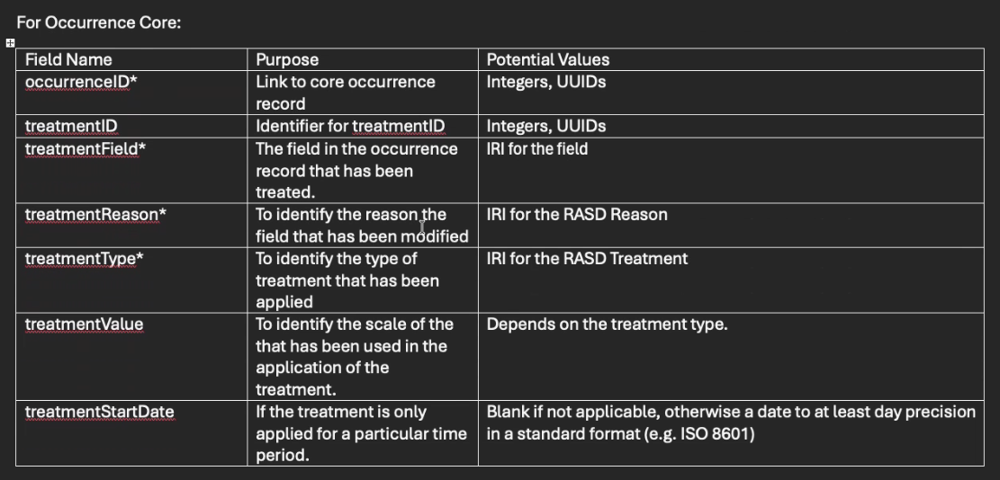 For Occurrence Core:
Field Name Purpose Potential Values
occurrenceID* Link to core occurrence Integers, UUIDs
record
treatmentID Identifier for treatmentID Integers, UUIDs
treatmentField* The field in the occurrence IRI for the field
record that has been
treated.
treatmentReason* To identify the reason the IRI for the RASD Reason
field that has been modified
treatmentType* To identify the type of IRI for the RASD Treatment
treatment that has been
applied
treatmentValue To identify the scale of the Depends on the treatment type.
that has been used in the
application of the
treatment.
treatmentStartDate If the treatment is only Blank if not applicable, otherwise a date to at least day precision
applied for a particular time in a standard format (e.g. ISO 8601)
period.